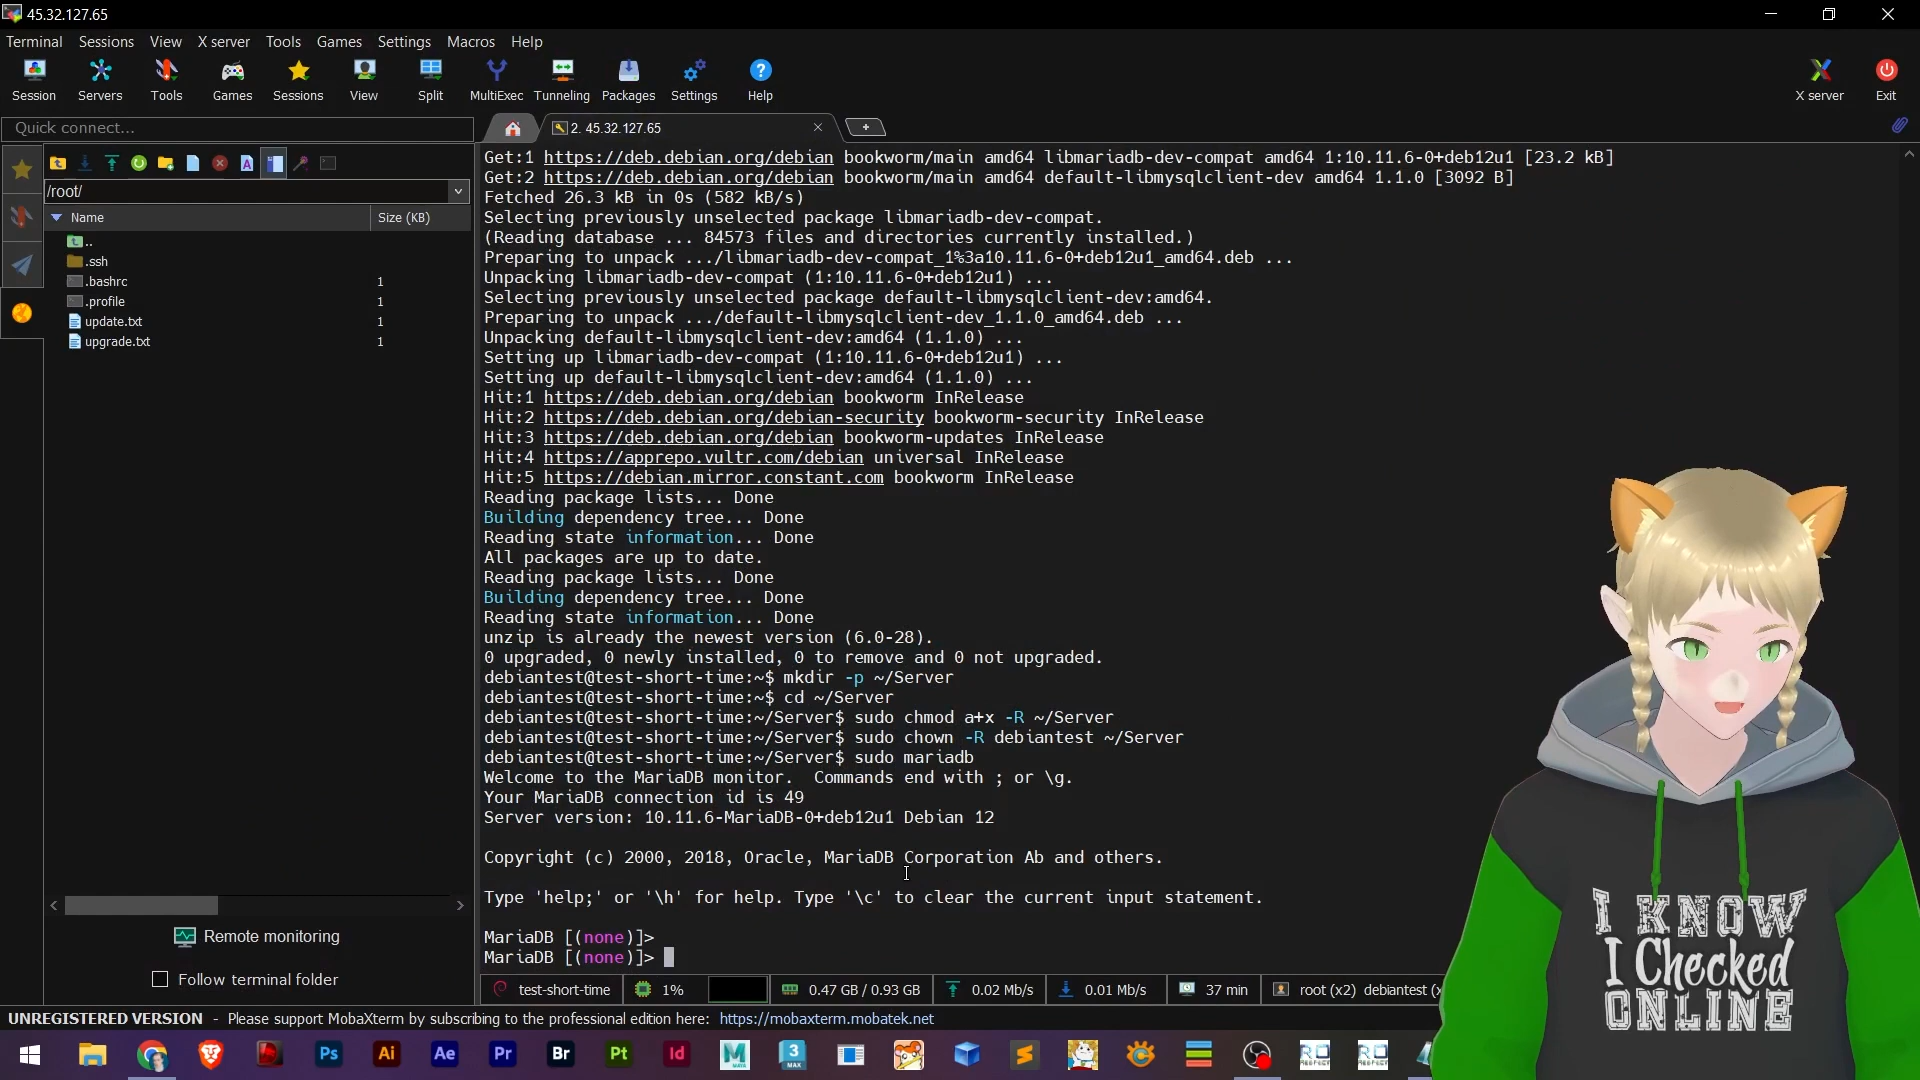 45.32.127.65
Terminal Sessions View X server Tools Games Settings Macros Help
Session Servers Tools Games Sessions View Split MultiExec Tunneling Packages Settings Help X server Exit
Quick connect...
2. 45.32.127.65
/root/
Name Size (KB)
..
.ssh
.bashrc 1
.profile 1
update.txt 1
upgrade.txt 1
Remote monitoring
Follow terminal folder
Get:1 https://deb.debian.org/debian bookworm/main amd64 libmariadb-dev-compat amd64 1:10.11.6-0+deb12u1 [23.2 kB]
Get:2 https://deb.debian.org/debian bookworm/main amd64 default-libmysqlclient-dev amd64 1.1.0 [3092 B]
Fetched 26.3 kB in 0s (582 kB/s)
Selecting previously unselected package libmariadb-dev-compat.
(Reading database ... 84573 files and directories currently installed.)
Preparing to unpack .../libmariadb-dev-compat_1%3a10.11.6-0+deb12u1_amd64.deb ...
Unpacking libmariadb-dev-compat (1:10.11.6-0+deb12u1) ...
Selecting previously unselected package default-libmysqlclient-dev:amd64.
Preparing to unpack .../default-libmysqlclient-dev_1.1.0_amd64.deb ...
Unpacking default-libmysqlclient-dev:amd64 (1.1.0) ...
Setting up libmariadb-dev-compat (1:10.11.6-0+deb12u1) ...
Setting up default-libmysqlclient-dev:amd64 (1.1.0) ...
Hit:1 https://deb.debian.org/debian bookworm InRelease
Hit:2 https://deb.debian.org/debian-security bookworm-security InRelease
Hit:3 https://deb.debian.org/debian bookworm-updates InRelease
Hit:4 https://apprepo.vultr.com/debian universal InRelease
Hit:5 https://debian.mirror.constant.com bookworm InRelease
Reading package lists... Done
Building dependency tree... Done
Reading state information... Done
All packages are up to date.
Reading package lists... Done
Building dependency tree... Done
Reading state information... Done
unzip is already the newest version (6.0-28).
0 upgraded, 0 newly installed, 0 to remove and 0 not upgraded.
debiantest@test-short-time:~$ mkdir -p ~/Server
debiantest@test-short-time:~$ cd ~/Server
debiantest@test-short-time:~/Server$ sudo chmod a+x -R ~/Server
debiantest@test-short-time:~/Server$ sudo chown -R debiantest ~/Server
debiantest@test-short-time:~/Server$ sudo mariadb
Welcome to the MariaDB monitor.  Commands end with ; or \g.
Your MariaDB connection id is 49
Server version: 10.11.6-MariaDB-0+deb12u1 Debian 12
Copyright (c) 2000, 2018, Oracle, MariaDB Corporation Ab and others.
Type 'help;' or '\h' for help. Type '\c' to clear the current input statement.
MariaDB [(none)]>
MariaDB [(none)]>
test-short-time 1% 0.47 GB / 0.93 GB 0.02 Mb/s 0.01 Mb/s 37 min root (x2) debiantest (x
UNREGISTERED VERSION - Please support MobaXterm by subscribing to the professional edition here: https://mobaxterm.mobatek.net
I KNOW
I Checked
ONLINE
Ps Ai Ae Pr Br Pt Id M 3